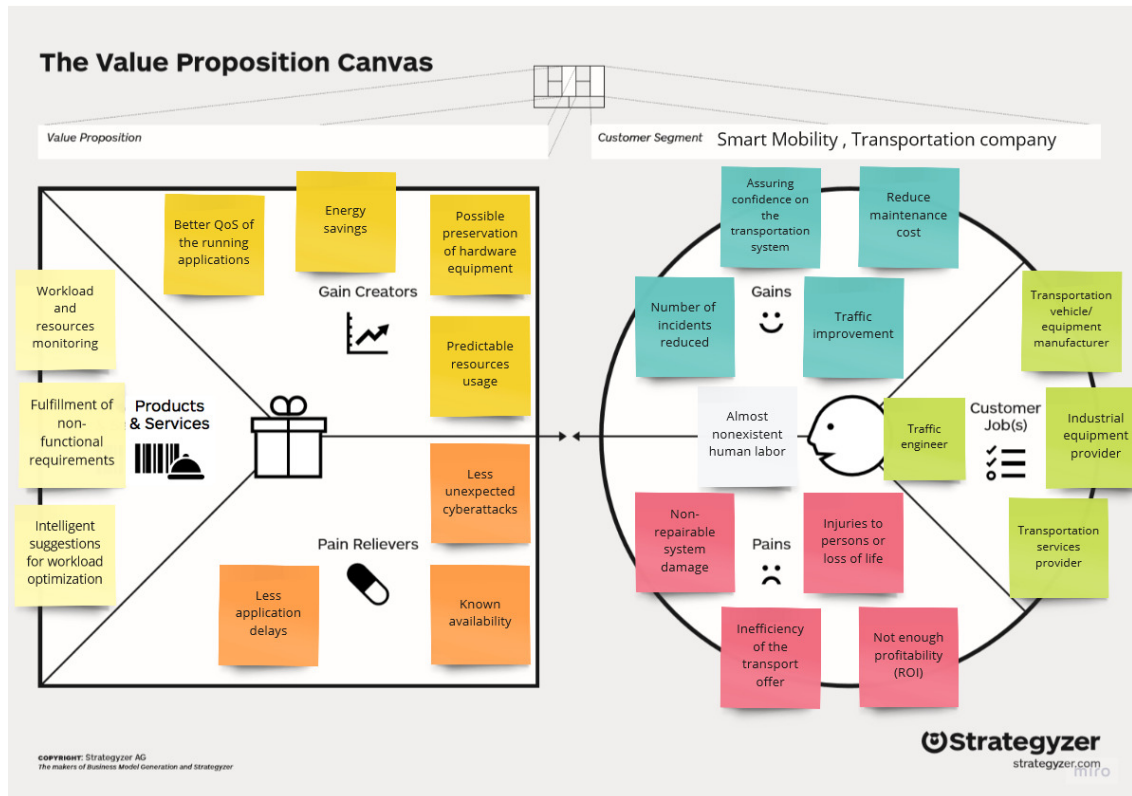 The Value Proposition Canvas
Value Proposition
Customer Segment
Smart Mobility , Transportation company
Better QoS of
the running
applications
Energy
savings
Possible
preservation
of hardware
equipment
Gain Creators
Predictable
resources
usage
Workload
and
resources
monitoring
Fulfillment of
non-
functional
requirements
Intelligent
suggestions
for workload
optimization
Products
& Services
Less
unexpected
cyberattacks
Pain Relievers
Less
application
delays
Known
availability
Assuring
confidence on
the
transportation
system
Reduce
maintenance
cost
Number of
incidents
reduced
Gains
Traffic
improvement
Almost
nonexistent
human labor
Transportation
vehicle/
equipment
manufacturer
Traffic
engineer
Customer
Job(s)
Industrial
equipment
provider
Transportation
services
provider
Non-
repairable
system
damage
Pains
Injuries to
persons or
loss of life
Inefficiency
of the
transport
offer
Not enough
profitability
(ROI)
COPYRIGHT: Strategyzer AG
The makers of Business Model Generation and Strategyzer
Strategyzer
strategyzer.com
miro